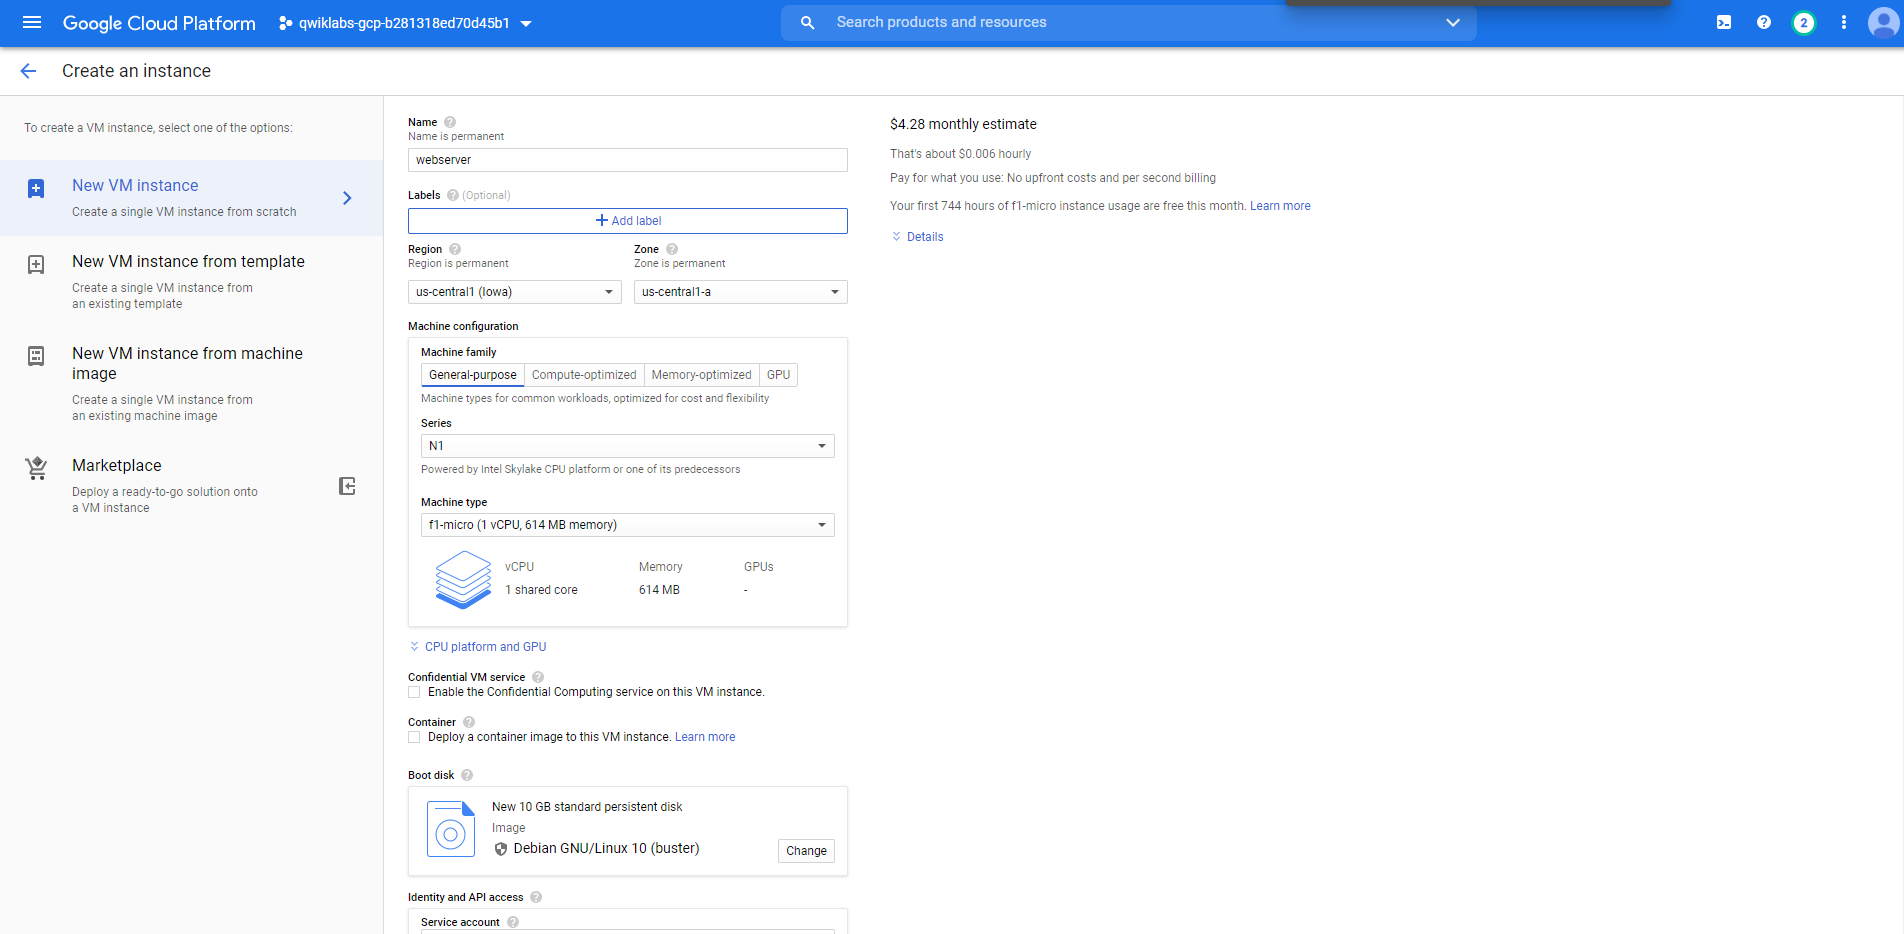 Google Cloud Platform
qwiklabs-gcp-b281318ed70d45b1
Search products and resources
2
Create an instance
To create a VM instance, select one of the options:
New VM instance
Create a single VM instance from scratch
New VM instance from template
Create a single VM instance from
an existing template
New VM instance from machine
image
Create a single VM instance from
an existing machine image
Marketplace
Deploy a ready-to-go solution onto
a VM instance
Name
Name is permanent
webserver
Labels (Optional)
Add label
Region
Region is permanent
us-central1 (Iowa)
Zone
Zone is permanent
us-central1-a
Machine configuration
Machine family
General-purpose Compute-optimized Memory-optimized GPU
Machine types for common workloads, optimized for cost and flexibility
Series
N1
Powered by Intel Skylake CPU platform or one of its predecessors
Machine type
f1-micro (1 vCPU, 614 MB memory)
vCPU Memory GPUs
1 shared core 614 MB -
CPU platform and GPU
Confidential VM service
Enable the Confidential Computing service on this VM instance.
Container
Deploy a container image to this VM instance. Learn more
Boot disk
New 10 GB standard persistent disk
Image
Debian GNU/Linux 10 (buster)
Change
Identity and API access
Service account
$4.28 monthly estimate
That's about $0.006 hourly
Pay for what you use: No upfront costs and per second billing
Your first 744 hours of f1-micro instance usage are free this month. Learn more
Details